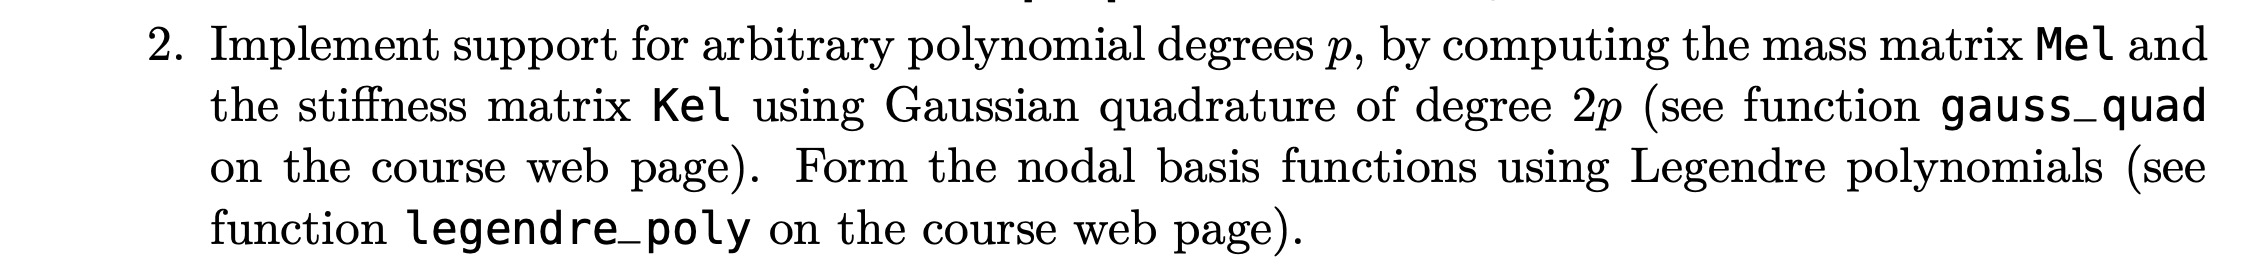 2. Implement support for arbitrary polynomial degrees p, by computing the mass matrix Mel and
the stiffness matrix Kel using Gaussian quadrature of degree 2p (see function gauss_quad
on the course web page). Form the nodal basis functions using Legendre polynomials (see
function legendre_poly on the course web page).